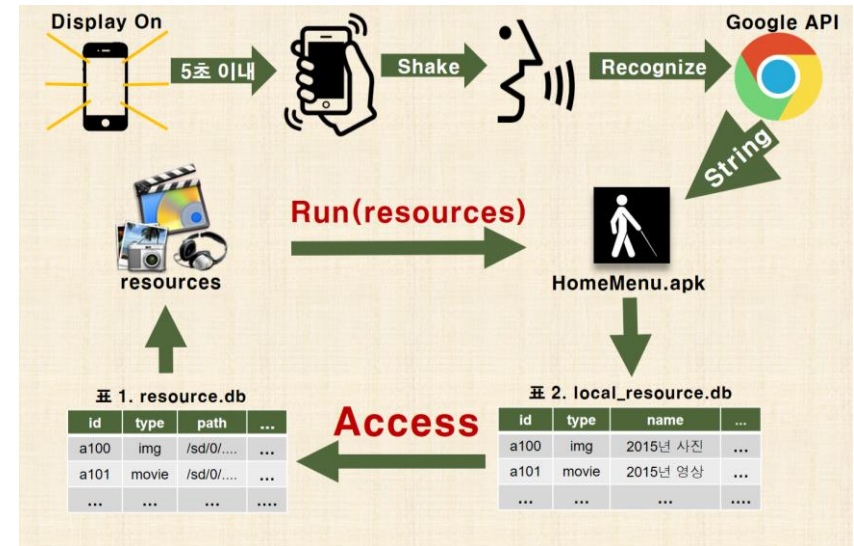 Display On
Google API
5초 이내
Shake
Recognize
String
Run(resources)
resources
HomeMenu.apk
표 1. resource.db
id type path ...
a100 img /sd/0/.... ...
a101 movie /sd/0/.... ...
... ... ... ....
Access
표 2. local_resource.db
id type name ...
a100 img 2015년 사진 ...
a101 movie 2015년 영상 ...
... ... ... ....